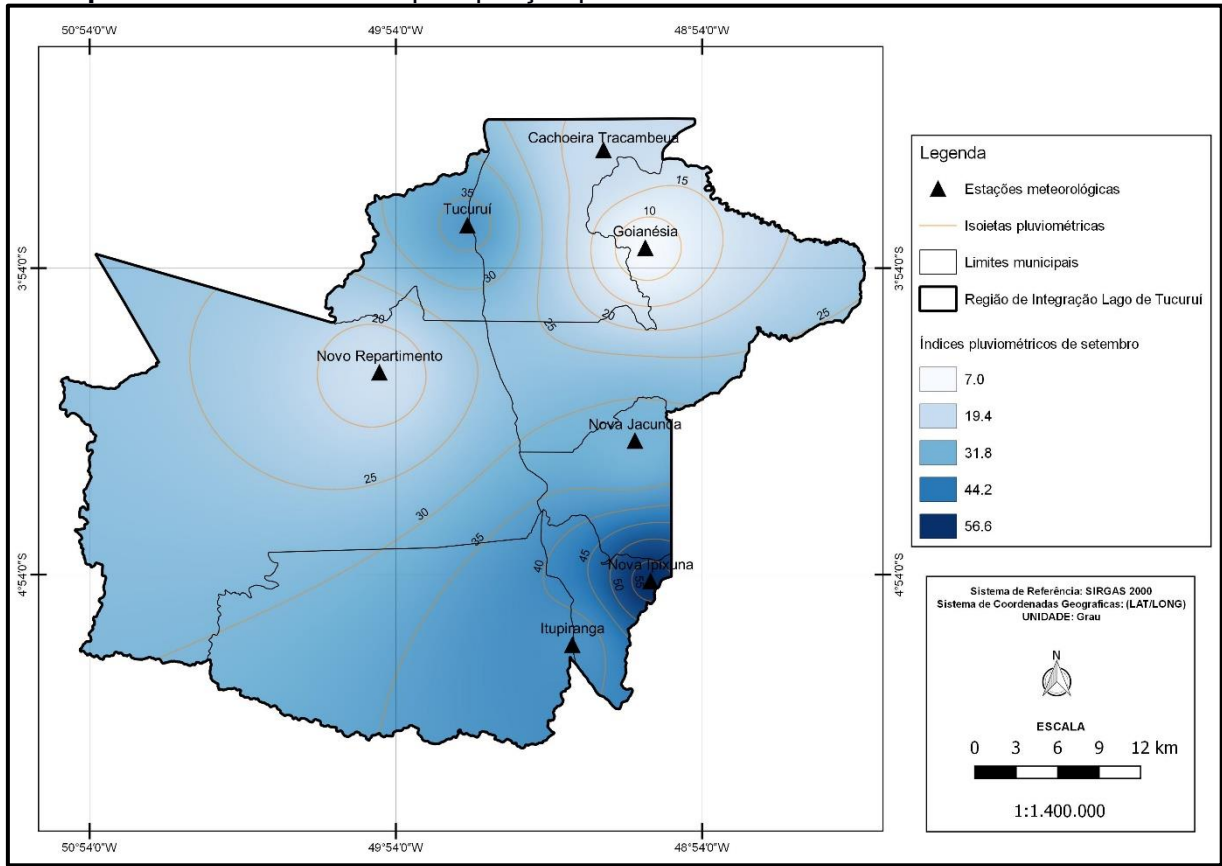 50°54'0"W 49°54'0"W 48°54'0"W
3°54'0"S
4°54'0"S
Cachoeira Tracambeua
35
Tucuruí
30
15
10
Goianésia
20
25
25
20
Novo Repartimento
25
Nova Jacunda
30
35
40
45
Nova Ipixuna
50
55
Itupiranga
3°54'0"S
4°54'0"S
50°54'0"W 49°54'0"W 48°54'0"W
Legenda
Estações meteorológicas
Isoietas pluviométricas
Limites municipais
Região de Integração Lago de Tucuruí
Índices pluviométricos de setembro
7.0
19.4
31.8
44.2
56.6
Sistema de Referência: SIRGAS 2000
Sistema de Coordenadas Geograficas: (LAT/LONG)
UNIDADE: Grau
N
ESCALA
0 3 6 9 12 km
1:1.400.000